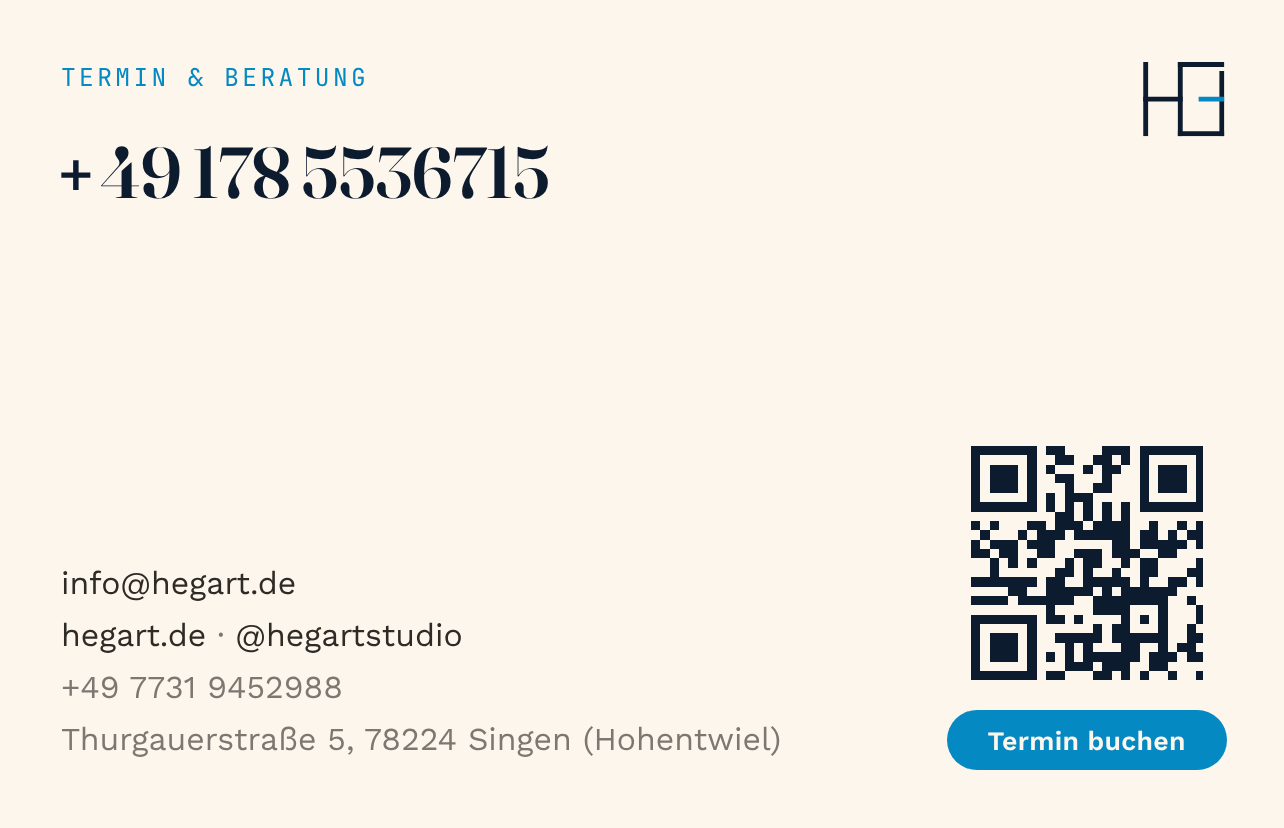 TERMIN & BERATUNG
+49 178 5536715
info@hegart.de
hegart.de · @hegartstudio
+49 7731 9452988
Thurgauerstraße 5, 78224 Singen (Hohentwiel)
Termin buchen